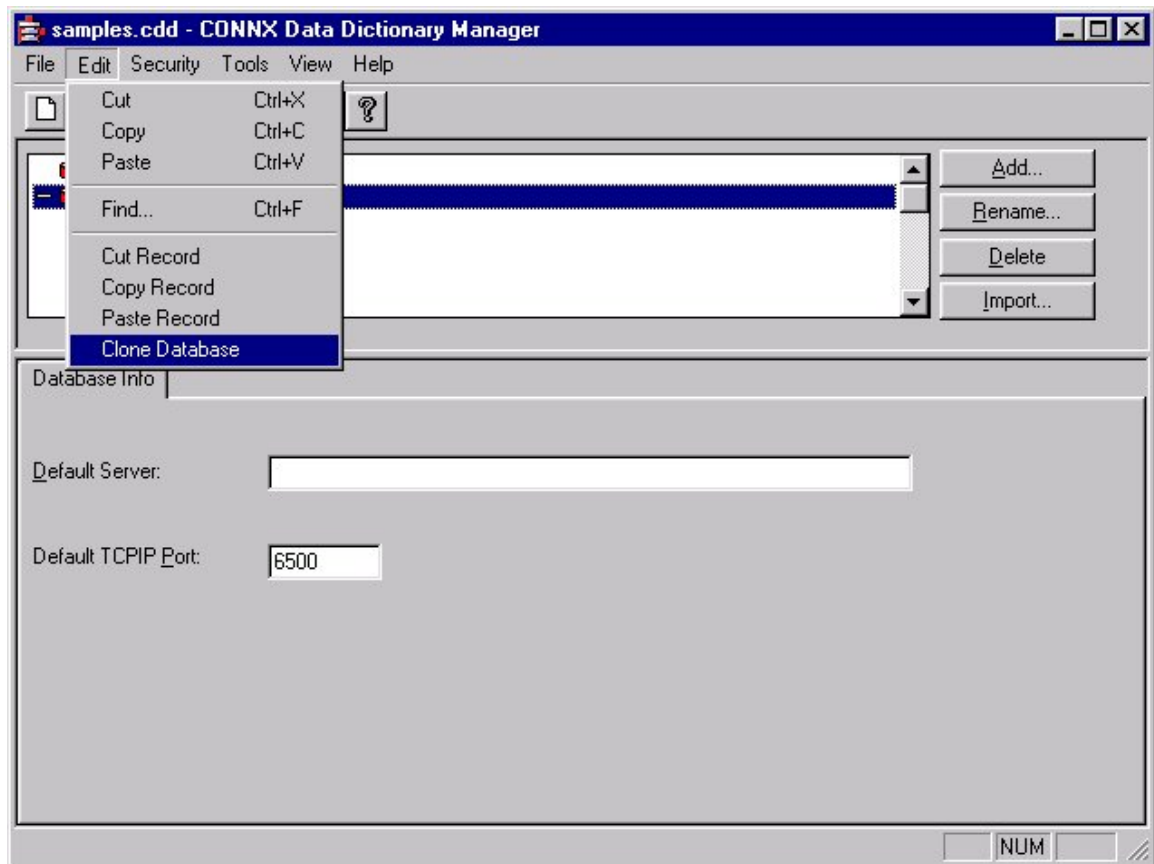 samples.cdd - CONNX Data Dictionary Manager
File Edit Security Tools View Help
Cut Ctrl+X
Copy Ctrl+C
Paste Ctrl+V
Find... Ctrl+F
Cut Record
Copy Record
Paste Record
Clone Database
Add...
Rename...
Delete
Import...
Database Info
Default Server:
Default TCPIP Port: 6500
NUM